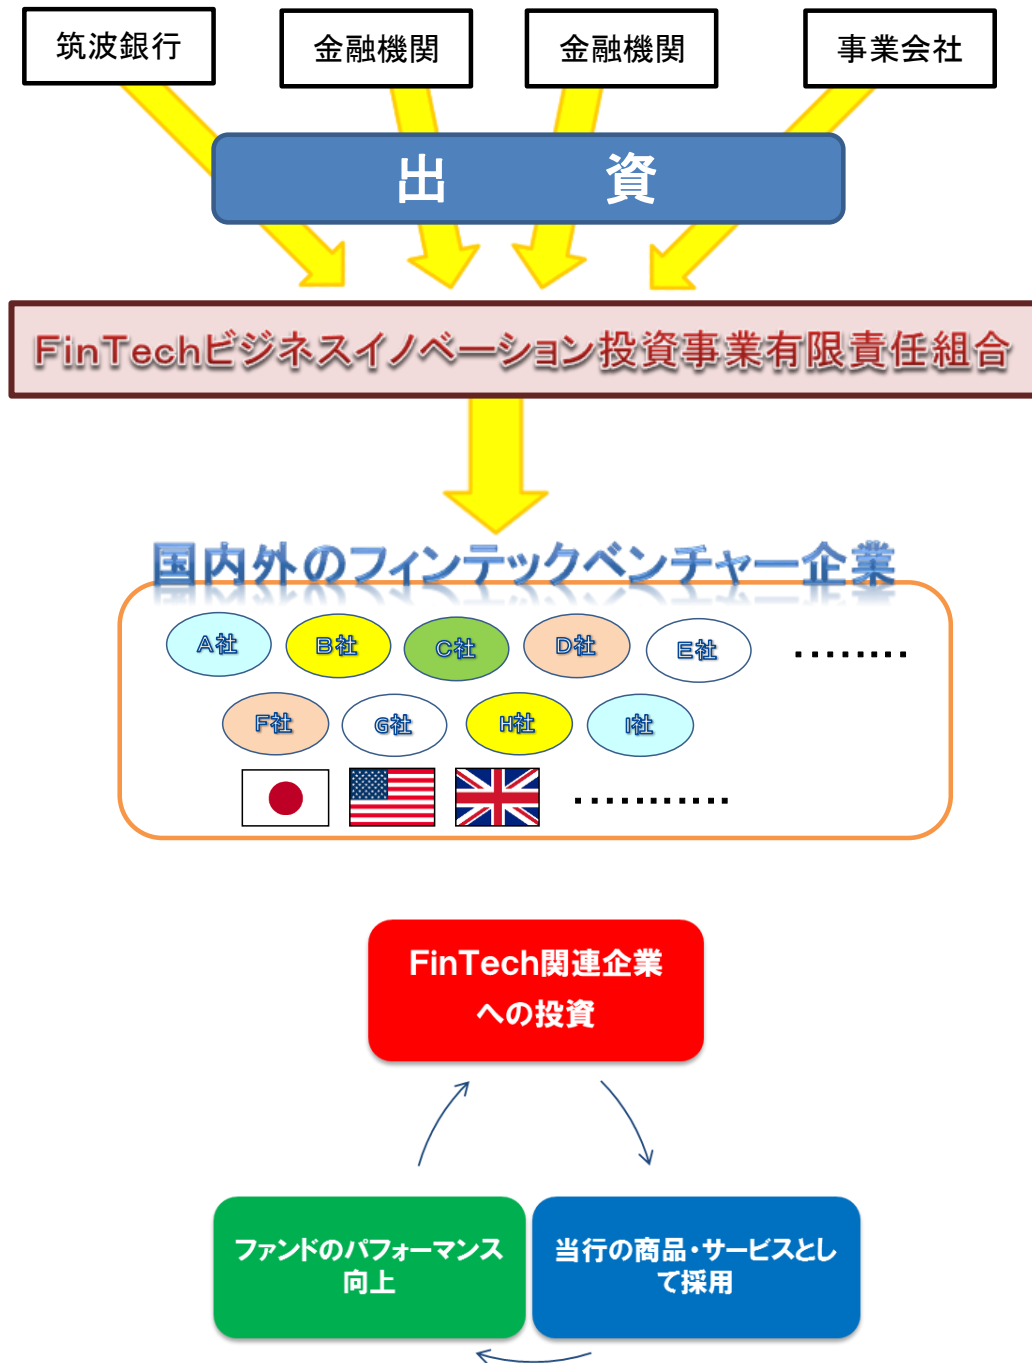 筑波銀行
金融機関
金融機関
事業会社
出 資
FinTechビジネスイノベーション投資事業有限責任組合
国内外のフィンテックベンチャー企業
A社
B社
C社
D社
E社
‥‥‥‥
F社
G社
H社
I社
‥‥‥‥‥‥
FinTech関連企業
への投資
ファンドのパフォーマンス
向上
当行の商品・サービスとし
て採用